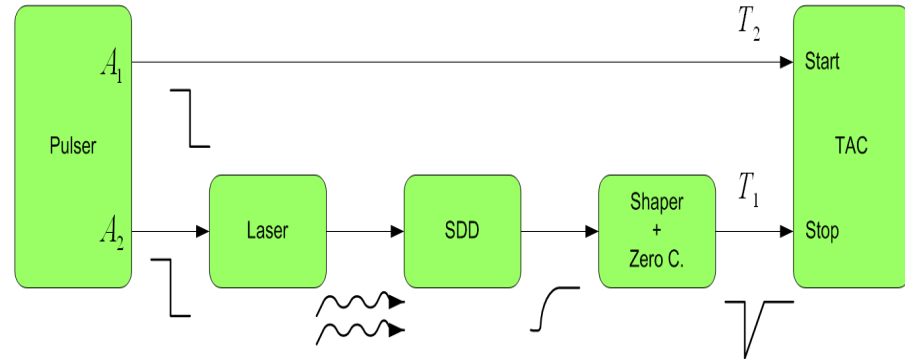 T₂
A₁
Start
Pulser
TAC
A₂
Laser
SDD
Shaper
+
Zero C.
T₁
Stop